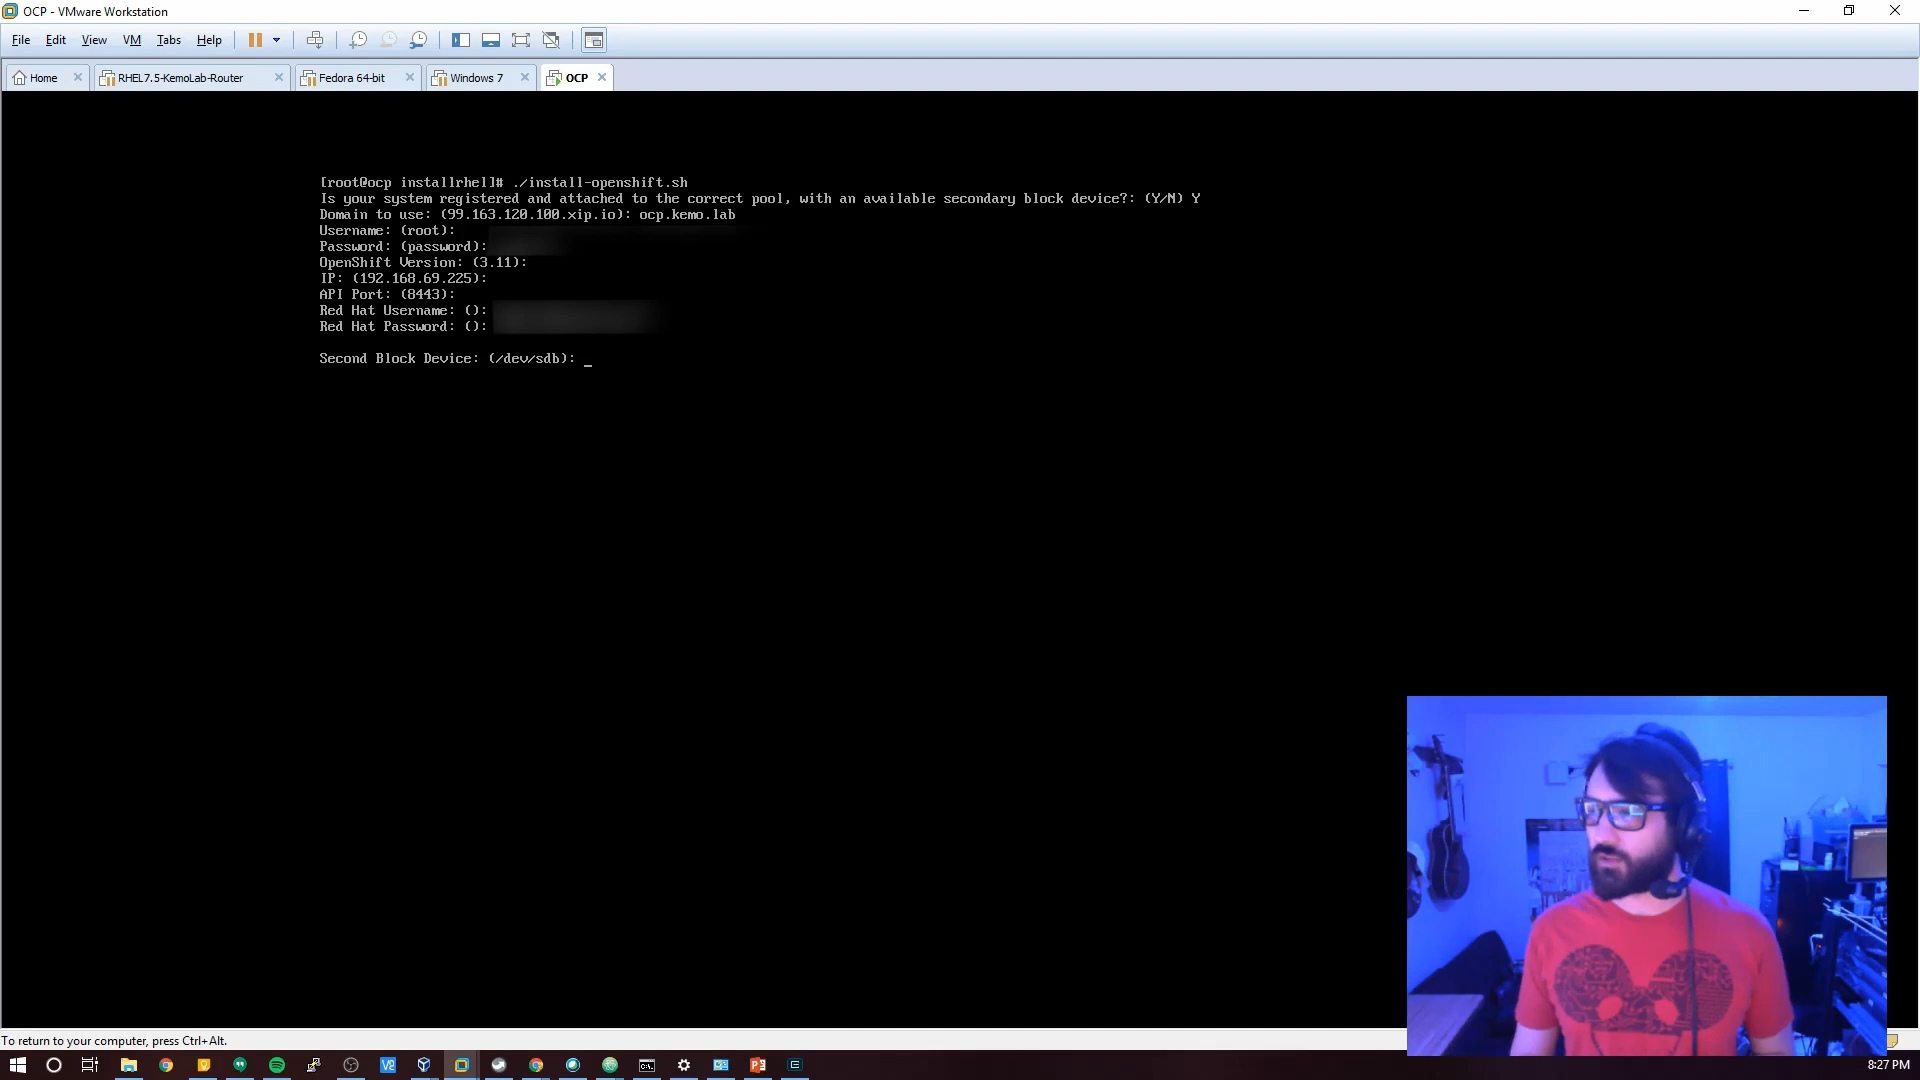 OCP - VMware Workstation
File Edit View VM Tabs Help
Home RHEL7.5-KemoLab-Router Fedora 64-bit Windows 7 OCP
[root@ocp installrhel]# ./install-openshift.sh
Is your system registered and attached to the correct pool, with an available secondary block device?: (Y/N) Y
Domain to use: (99.163.120.100.xip.io): ocp.kemo.lab
Username: (root):
Password: (password):
OpenShift Version: (3.11):
IP: (192.168.69.225):
API Port: (8443):
Red Hat Username: ():
Red Hat Password: ():
Second Block Device: (/dev/sdb): _
To return to your computer, press Ctrl+Alt.
8:27 PM